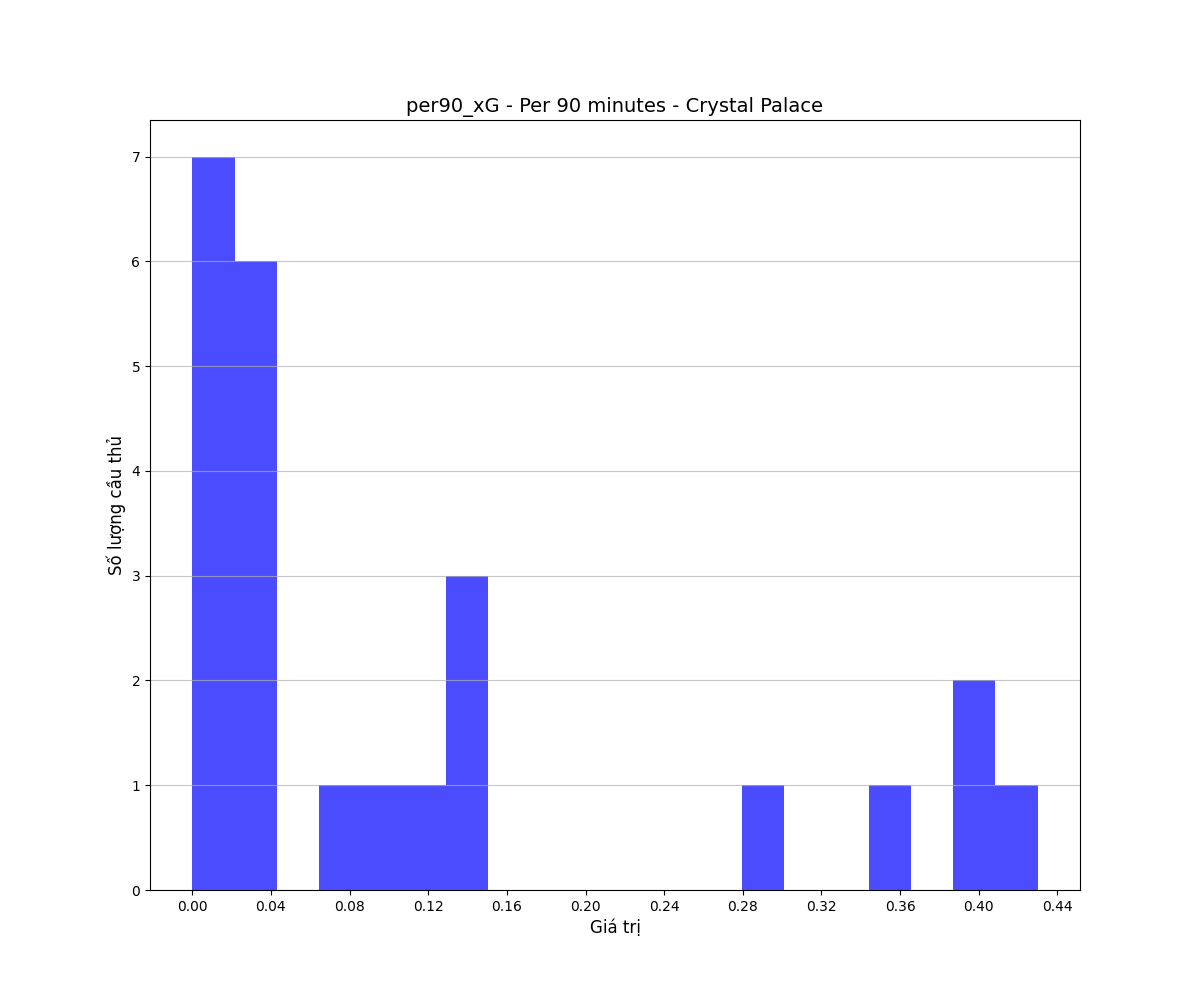 per90_xG - Per 90 minutes - Crystal Palace
Số lượng cầu thủ
7
6
5
4
3
2
1
0
0.00 0.04 0.08 0.12 0.16 0.20 0.24 0.28 0.32 0.36 0.40 0.44
Giá trị